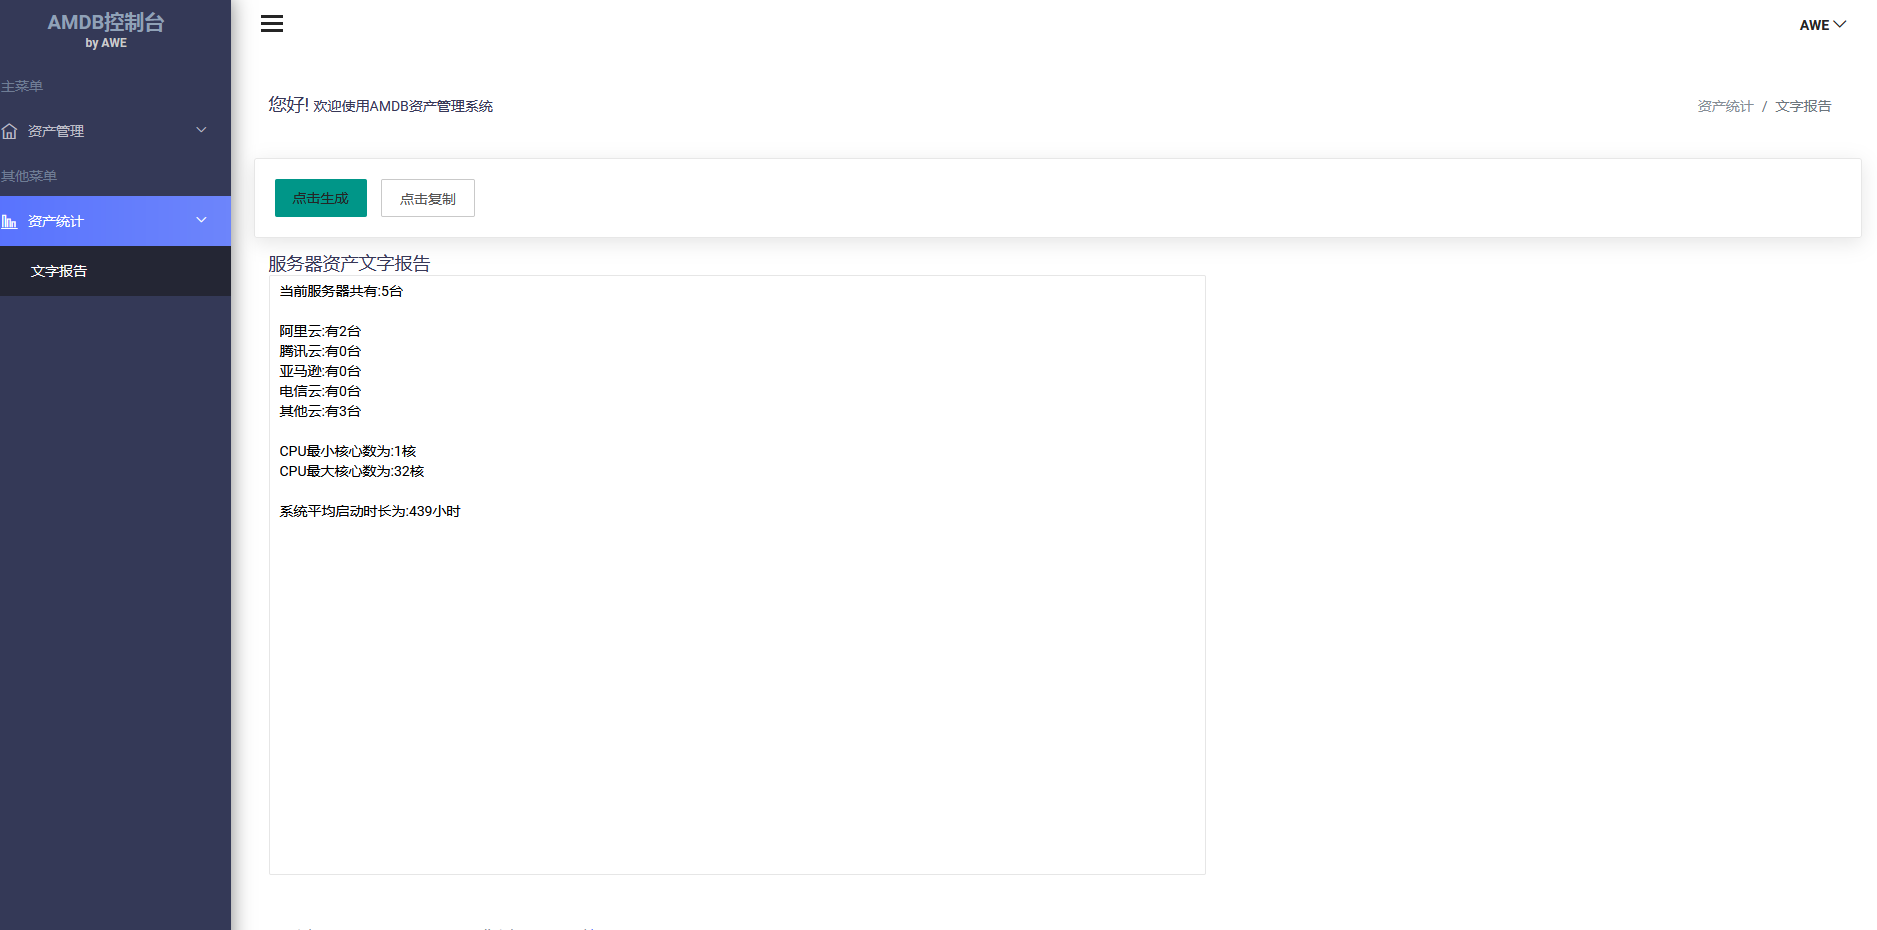 AMDB控制台
by AWE
主菜单
资产管理
其他菜单
资产统计
文字报告
AWE
您好! 欢迎使用AMDB资产管理系统
资产统计 / 文字报告
点击生成
点击复制
服务器资产文字报告
当前服务器共有:5台
阿里云:有2台
腾讯云:有0台
亚马逊:有0台
电信云:有0台
其他云:有3台
CPU最小核心数为:1核
CPU最大核心数为:32核
系统平均启动时长为:439小时